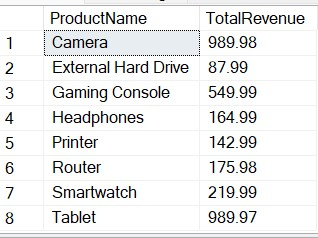 ProductName TotalRevenue
1 Camera 989.98
2 External Hard Drive 87.99
3 Gaming Console 549.99
4 Headphones 164.99
5 Printer 142.99
6 Router 175.98
7 Smartwatch 219.99
8 Tablet 989.97